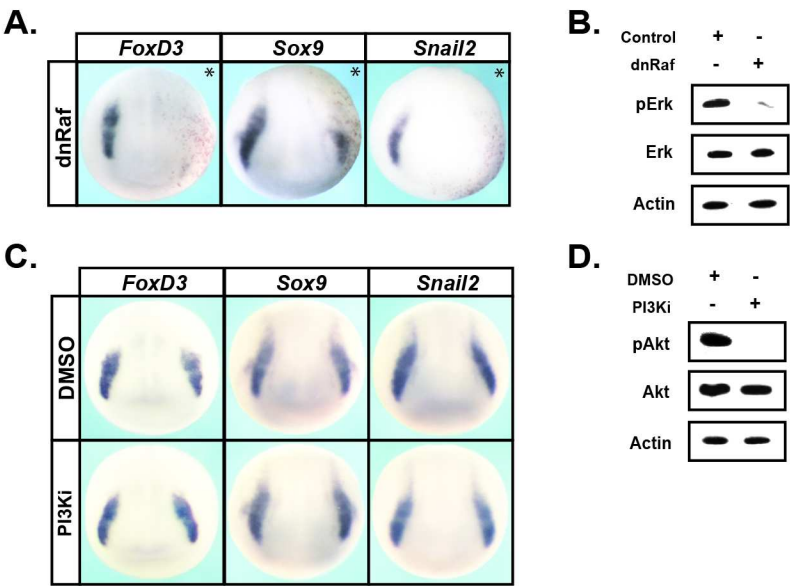 A.
FoxD3 Sox9 Snail2
dnRaf
* * *
B.
Control + -
dnRaf - +
pErk
Erk
Actin
C.
FoxD3 Sox9 Snail2
DMSO
PI3Ki
D.
DMSO + -
PI3Ki - +
pAkt
Akt
Actin